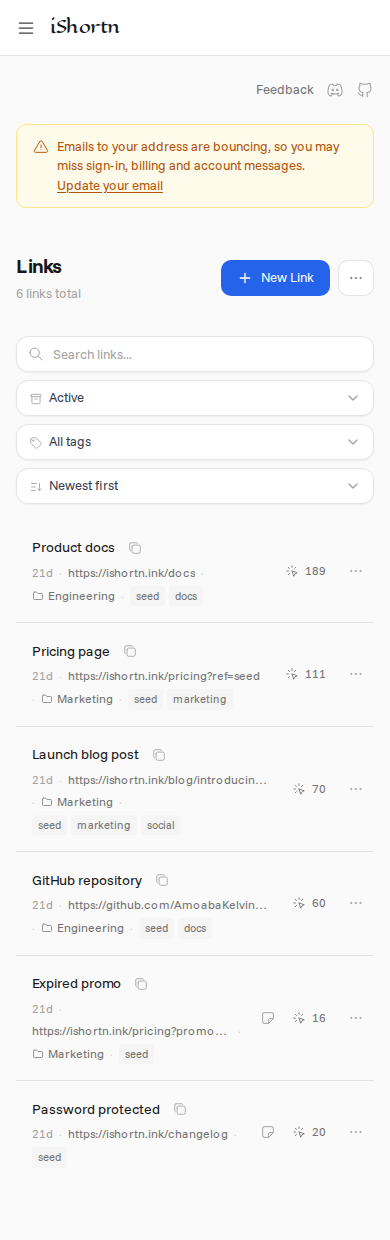 iShortn
Feedback
Emails to your address are bouncing, so you may
miss sign-in, billing and account messages.
Update your email
Links
6 links total
New Link
Search links...
Active
All tags
Newest first
Product docs
21d · https://ishortn.ink/docs ·
189
Engineering · seed docs
Pricing page
21d · https://ishortn.ink/pricing?ref=seed
111
· Marketing · seed marketing
Launch blog post
21d · https://ishortn.ink/blog/introducin...
70
· Marketing ·
seed marketing social
GitHub repository
21d · https://github.com/AmoabaKelvin...
60
· Engineering · seed docs
Expired promo
21d ·
16
https://ishortn.ink/pricing?promo... ·
Marketing · seed
Password protected
21d · https://ishortn.ink/changelog ·
20
seed